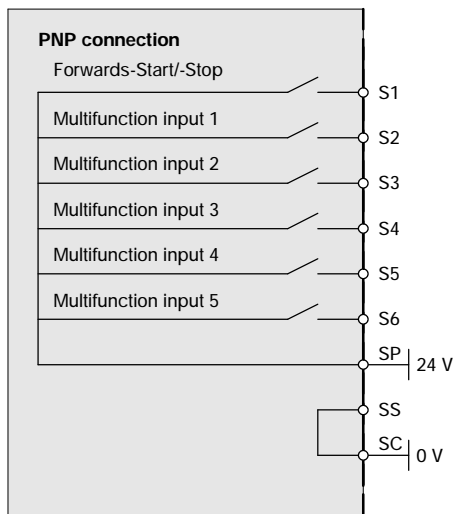 PNP connection
Forwards-Start/-Stop
S1
Multifunction input 1
S2
Multifunction input 2
S3
Multifunction input 3
S4
Multifunction input 4
S5
Multifunction input 5
S6
SP
24 V
SS
SC
0 V